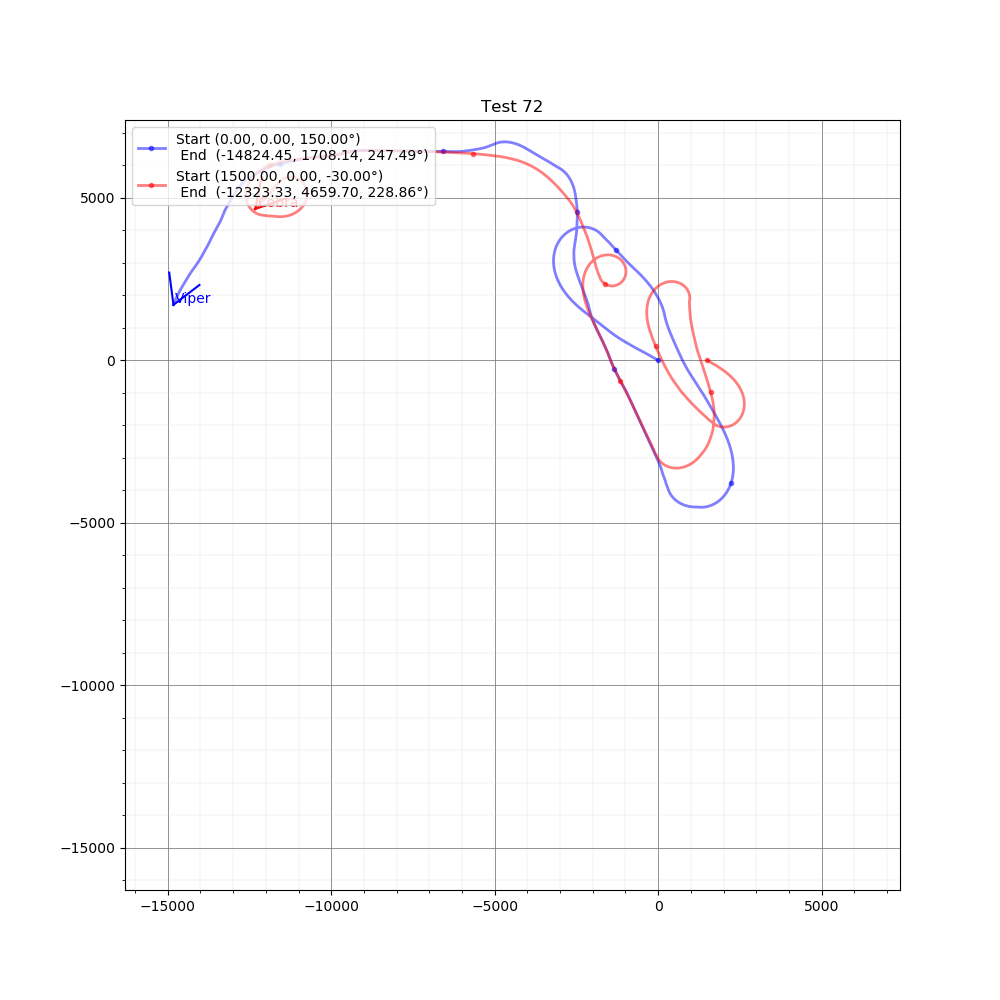 Test 72
Start (0.00, 0.00, 150.00°)
End (-14824.45, 1708.14, 247.49°)
Start (1500.00, 0.00, -30.00°)
End (-12323.33, 4659.70, 228.86°)
Cobra
Viper
5000
0
−5000
−10000
−15000
−15000 −10000 −5000 0 5000